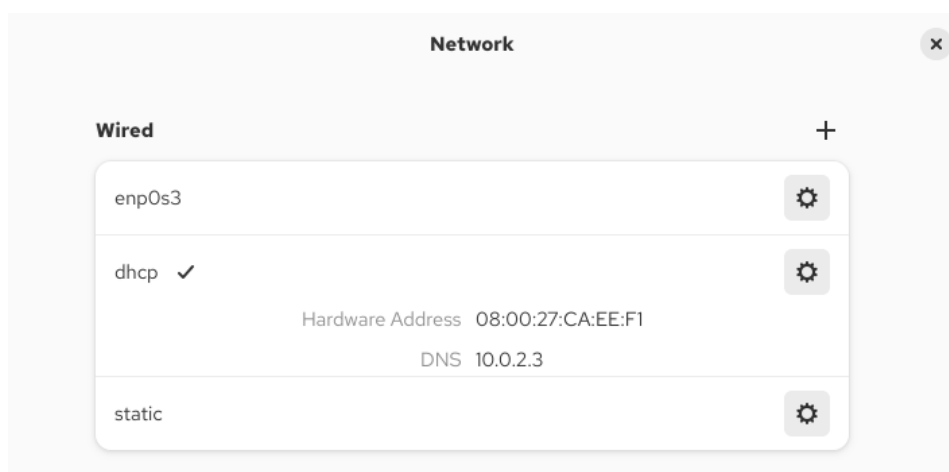 Network
Wired
enp0s3
dhcp
Hardware Address 08:00:27:CA:EE:F1
DNS 10.0.2.3
static